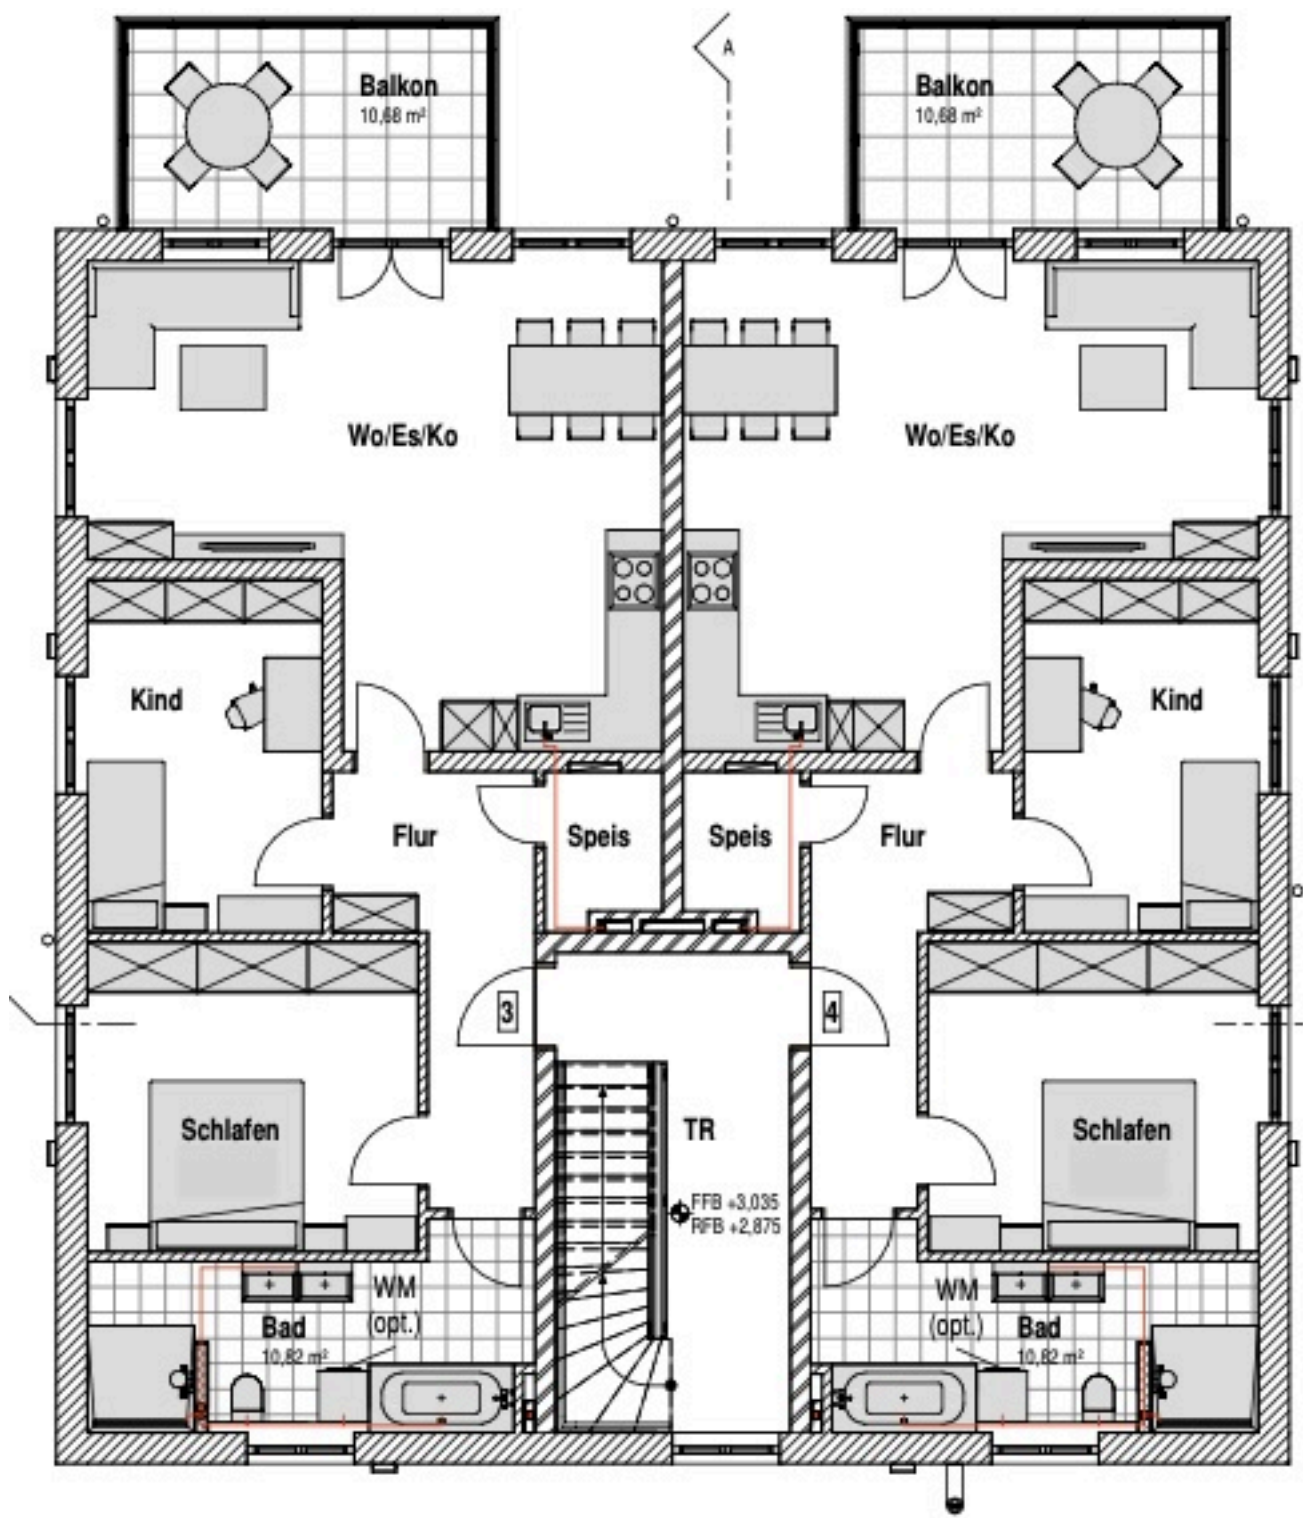 A
Balkon
10,68 m²
Balkon
10,68 m²
Wo/Es/Ko
Wo/Es/Ko
Kind
Kind
Flur
Speis
Speis
Flur
3
4
Schlafen
TR
Schlafen
FFB +3,035
RFB +2,875
WM
(opt.)
Bad
10,82 m²
WM
(opt.)
Bad
10,82 m²